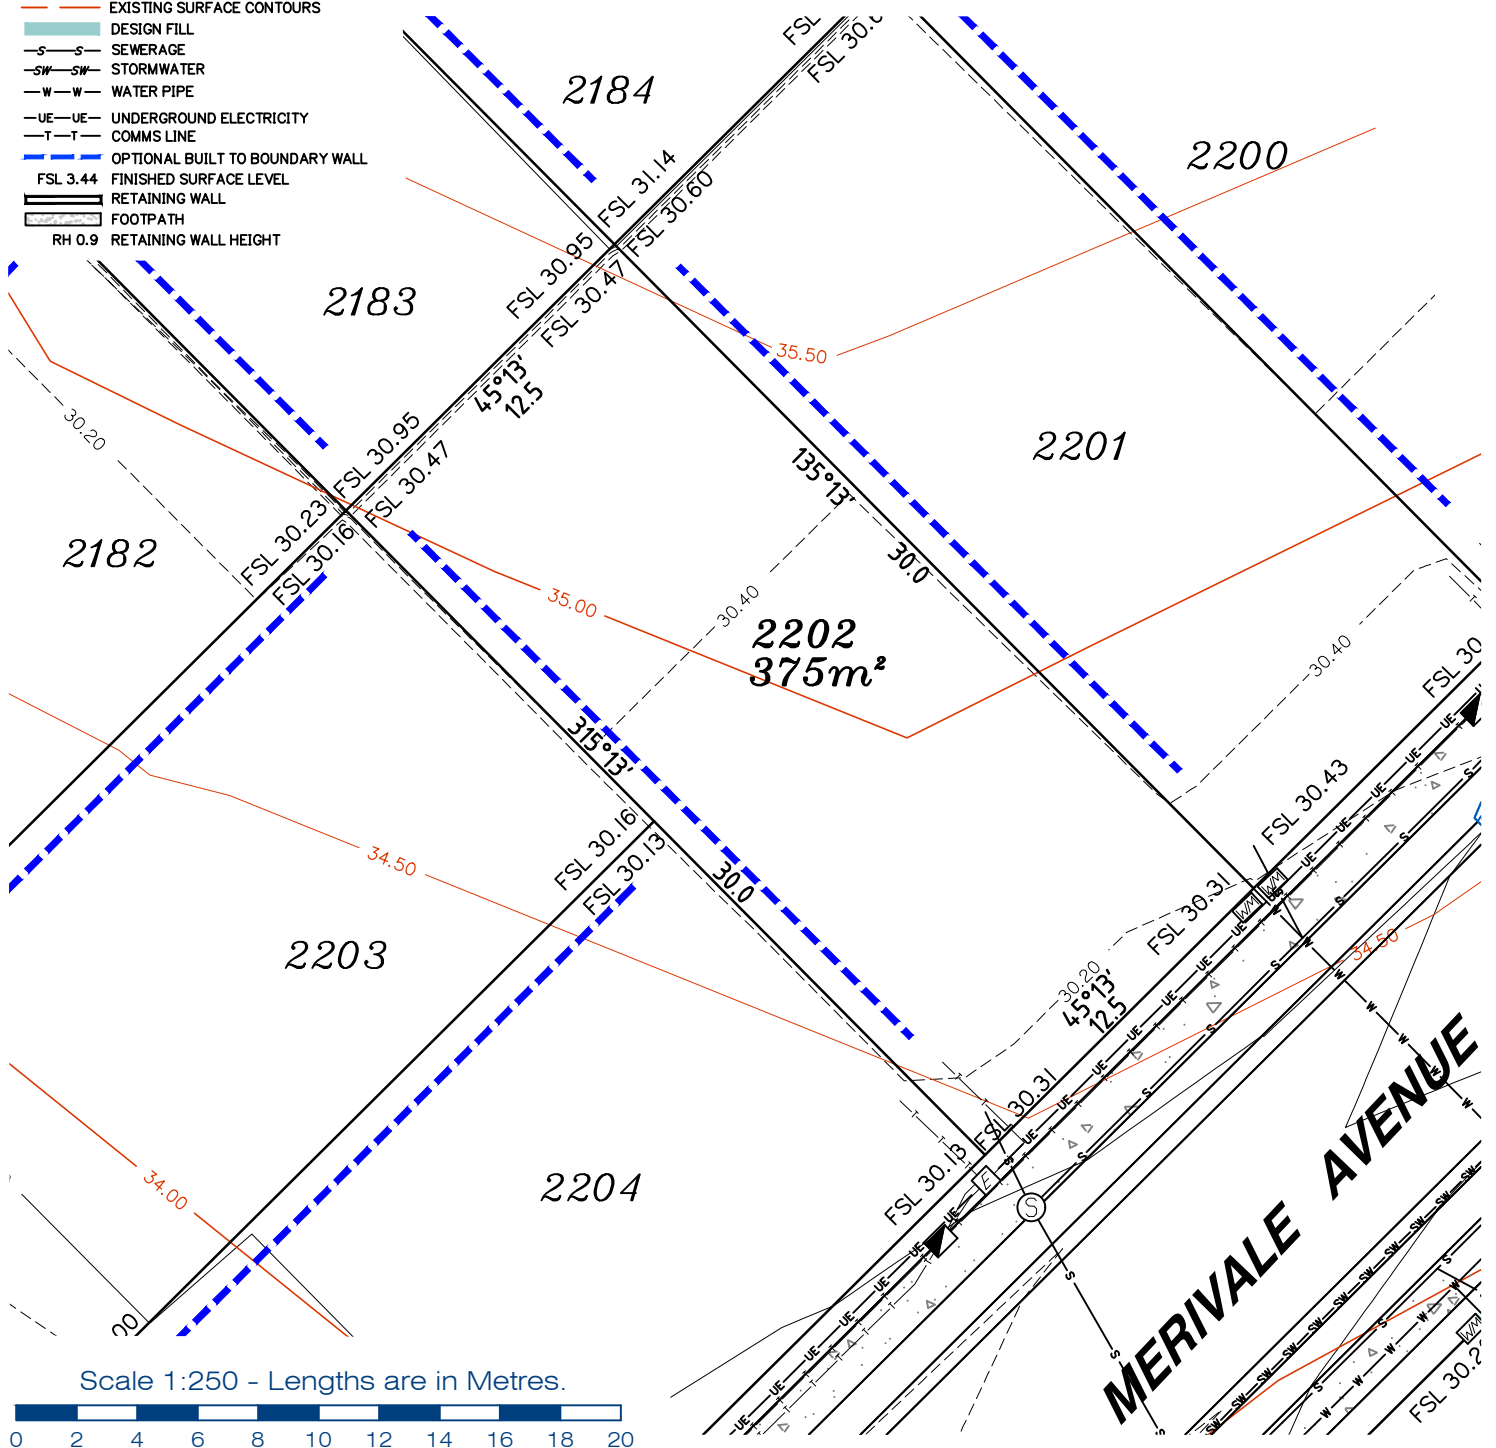 EXISTING SURFACE CONTOURS
DESIGN FILL
S S SEWERAGE
SW SW STORMWATER
W W WATER PIPE
UE UE UNDERGROUND ELECTRICITY
T T COMMS LINE
OPTIONAL BUILT TO BOUNDARY WALL
FSL 3.44 FINISHED SURFACE LEVEL
RETAINING WALL
FOOTPATH
RH 0.9 RETAINING WALL HEIGHT
2184
2200
FSL 31.14
FSL 30.60
FSL 30.95
FSL 30.47
2183
35.50
45°13'
12.5
30.20
FSL 30.95
FSL 30.47
2201
135°13'
30.0
FSL 30.23
FSL 30.16
2182
35.00
30.40
2202
375m²
30.40
315°13'
30.0
FSL 30.16
FSL 30.13
34.50
FSL 30.43
FSL 30.31
WM
WM
34.50
2203
30.20
45°13'
12.5
FSL 30.31
FSL 30.13
E
S
34.00
2204
MERIVALE AVENUE
WM
Scale 1:250 - Lengths are in Metres.
0 2 4 6 8 10 12 14 16 18 20